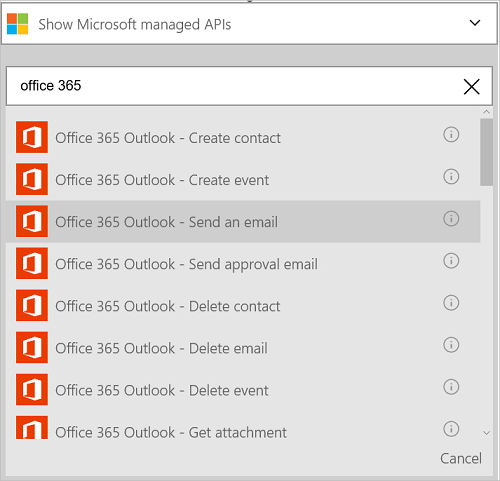 Show Microsoft managed APIs
office 365
Office 365 Outlook - Create contact
Office 365 Outlook - Create event
Office 365 Outlook - Send an email
Office 365 Outlook - Send approval email
Office 365 Outlook - Delete contact
Office 365 Outlook - Delete email
Office 365 Outlook - Delete event
Office 365 Outlook - Get attachment
Cancel